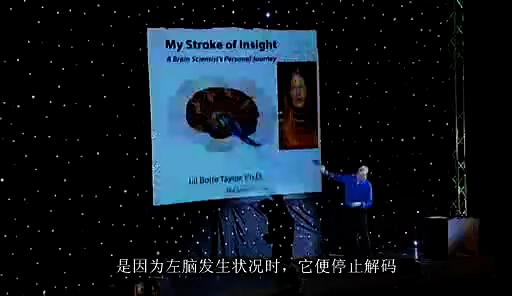 My Stroke of Insight
A Brain Scientist's Personal Journey
Jill Bolte Taylor, Ph.D.
是因为左脑发生状况时，它便停止解码